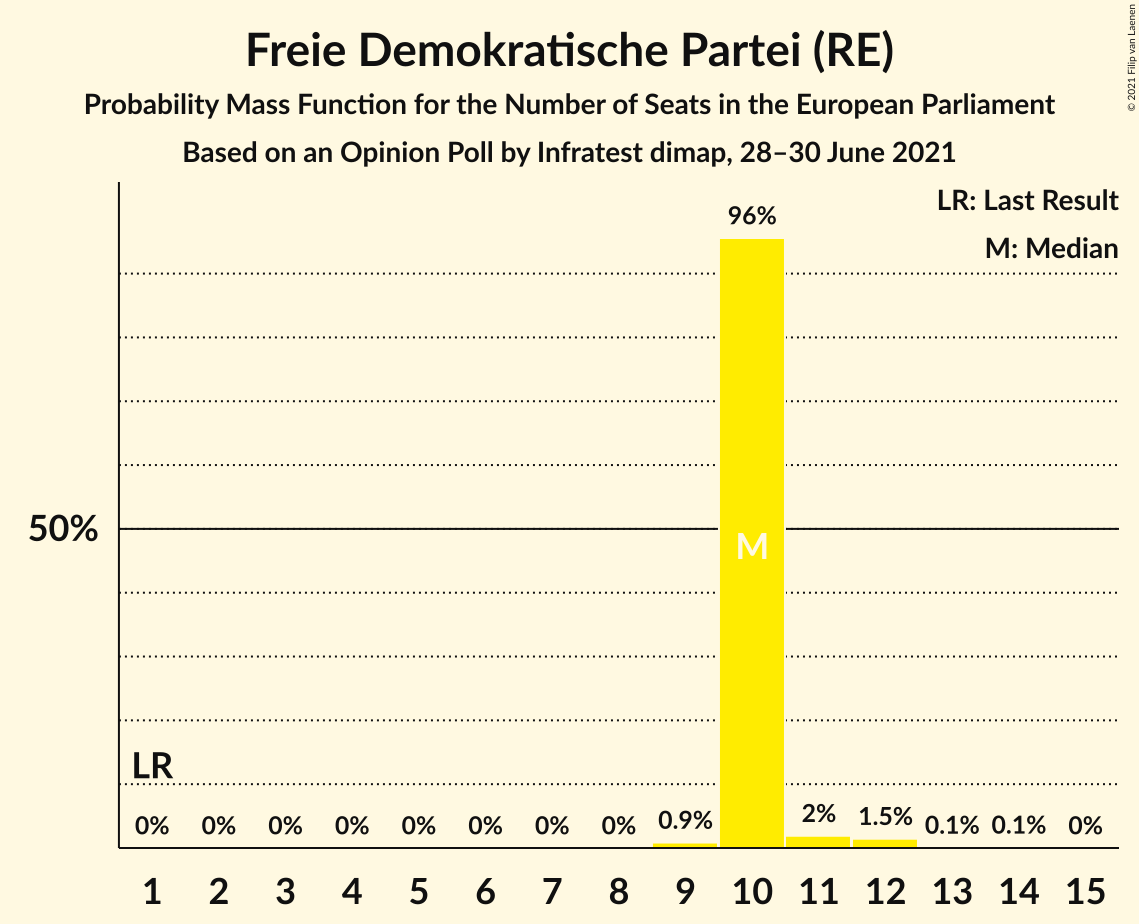 Freie Demokratische Partei (RE)
Probability Mass Function for the Number of Seats in the European Parliament
Based on an Opinion Poll by Infratest dimap, 28–30 June 2021
© 2021 Filip van Laenen
LR: Last Result
M: Median
96%
50%
M
LR
0% 0% 0% 0% 0% 0% 0% 0% 0.9% 2% 1.5% 0.1% 0.1% 0%
1 2 3 4 5 6 7 8 9 10 11 12 13 14 15